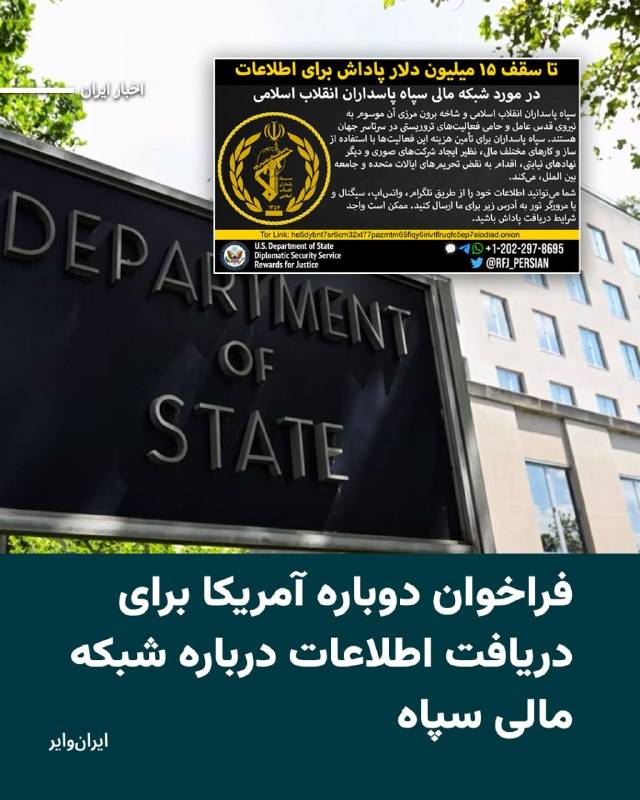 اخبار ایران
تا سقف ۱۵ میلیون دلار پاداش برای اطلاعات
در مورد شبکه مالی سپاه پاسداران انقلاب اسلامی
سپاه پاسداران انقلاب اسلامی و شاخه برون مرزی آن موسوم به
نیروی قدس عامل و حامی فعالیت‌های تروریستی در سرتاسر جهان
هستند. سپاه پاسداران برای تأمین هزینه این فعالیت‌ها با استفاده از
ساز و کارهای مختلف مالی، نظیر ایجاد شرکت‌های صوری و دیگر
نهادهای نیابتی، اقدام به نقض تحریم‌های ایالات متحده و جامعه
بین الملل، می‌کند.
شما می‌توانید اطلاعات خود را از طریق تلگرام، واتس‌اپ، سیگنال و
یا مرورگر تور به آدرس زیر برای ما ارسال کنید. ممکن است واجد
شرایط دریافت پاداش باشید.
Tor Link: he5dybnt7sr6cm32xt77pazmtm65flqy6irivtflruqfc5ep7eiodiad.onion
U.S. Department of State
Diplomatic Security Service
Rewards for Justice
+1-202-297-8695
@RFJ_PERSIAN
DEPARTMENT
OF
STATE
فراخوان دوباره آمریکا برای
دریافت اطلاعات درباره شبکه
مالی سپاه
ایران‌وایر